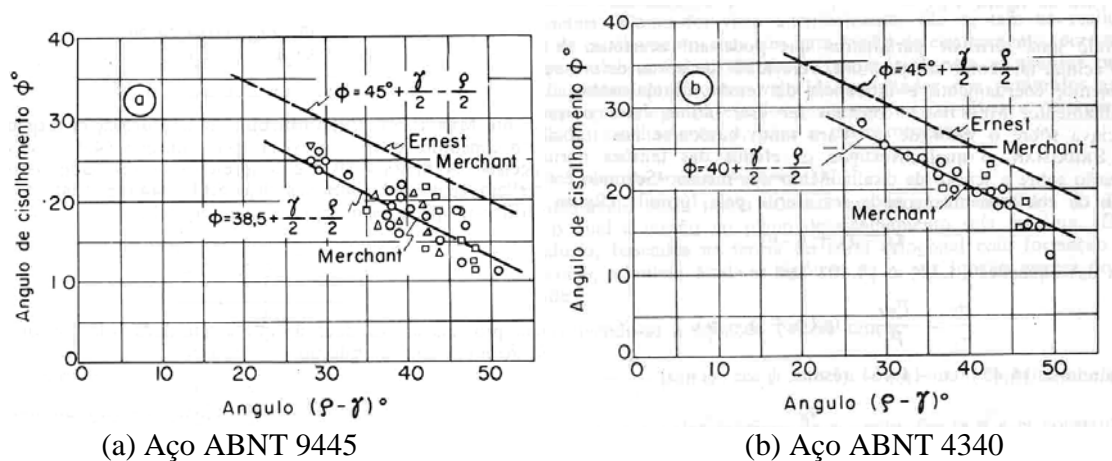 40
30
20
10
0
Angulo de cisalhamento Φ°
a
Φ = 45° + γ/2 - ρ/2
Ernest
Merchant
Φ = 38,5 + γ/2 - ρ/2
Merchant
0 10 20 30 40 50
Angulo (ρ-γ)°
(a) Aço ABNT 9445
40
30
20
10
0
Angulo de cisalhamento Φ°
b
Φ = 45° + γ/2 - ρ/2
Ernest
Merchant
Φ = 40 + γ/2 - ρ/2
Merchant
0 10 20 30 40 50
Angulo (ρ-γ)°
(b) Aço ABNT 4340